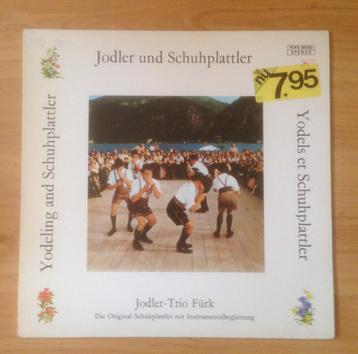 Jodler und Schuhplattler
STEREO
nu
7.95
Yodeling and Schuhplattler
Yodels et Schuhplattler
Jodler-Trio Fürk
Die Original Schuhplattler mit Instrumentalbegleitung